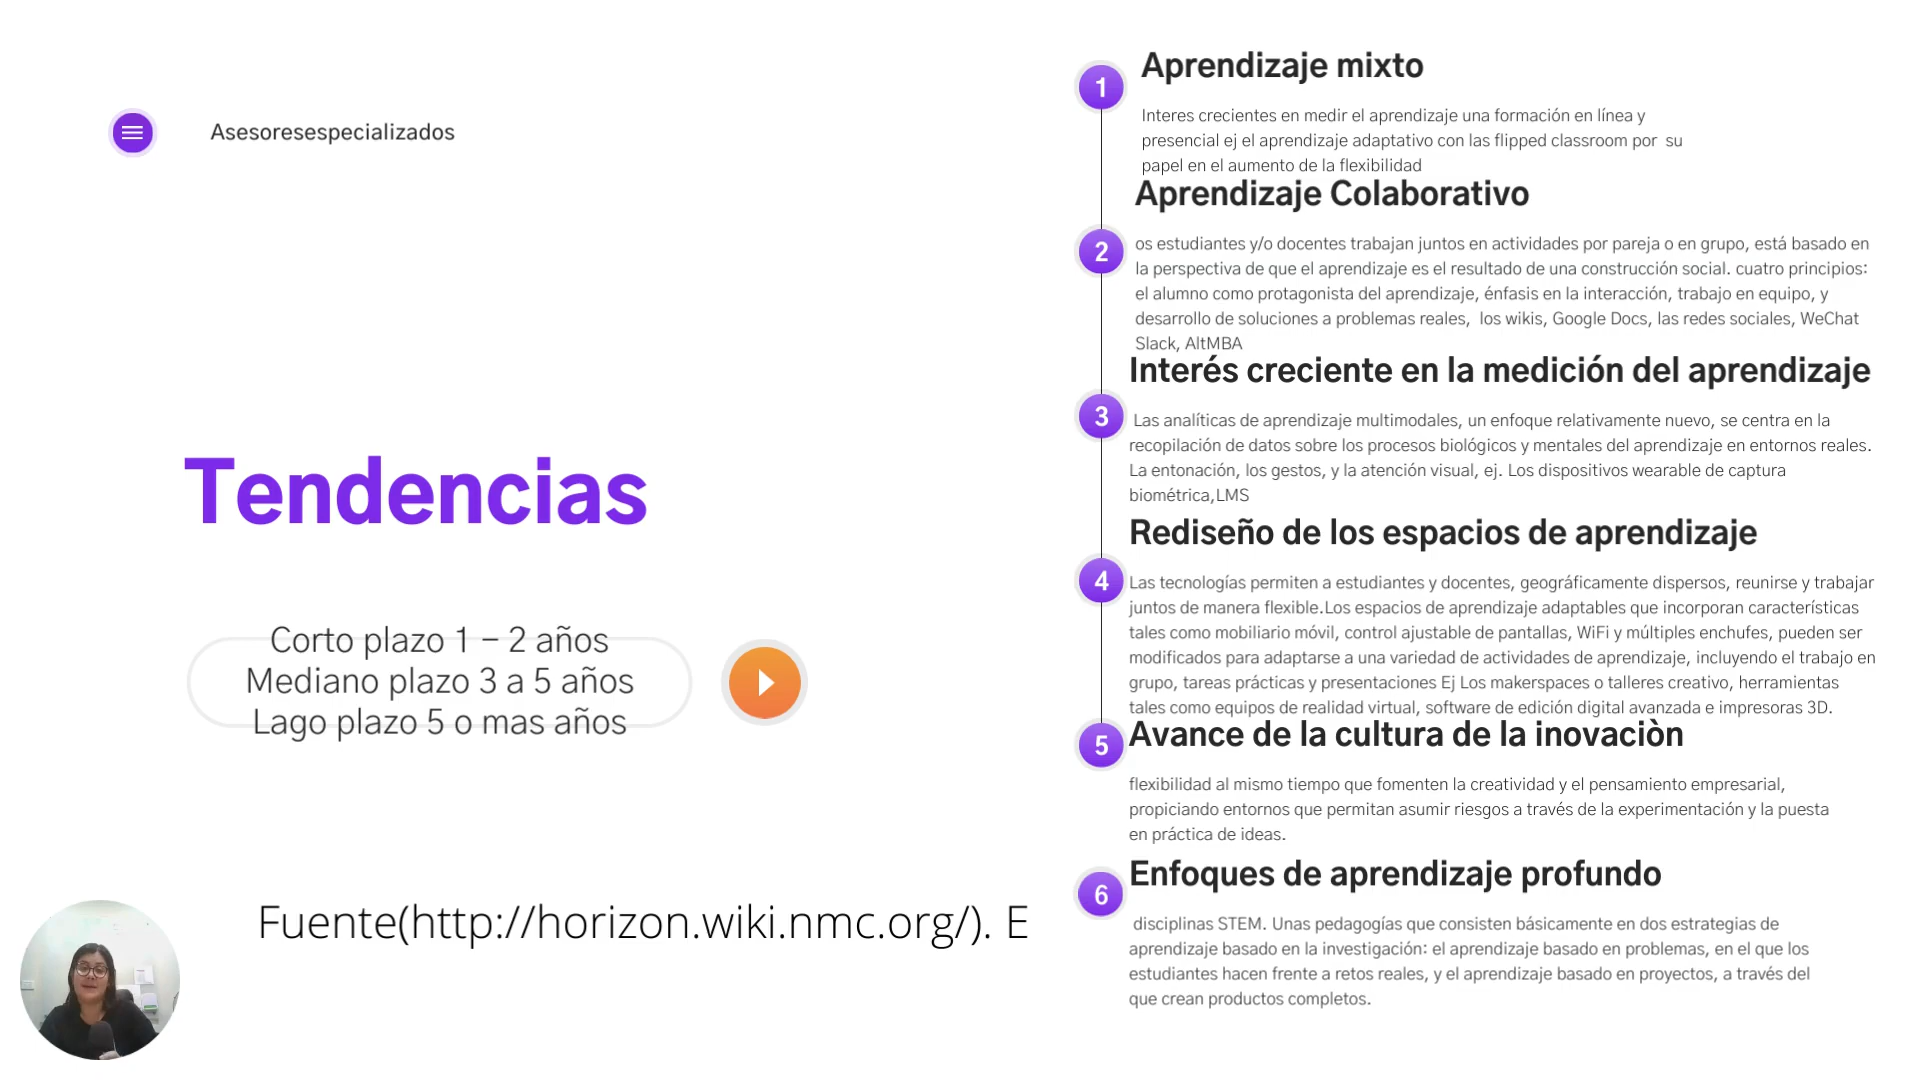 Asesoresespecializados
Tendencias
Corto plazo 1 - 2 años
Mediano plazo 3 a 5 años
Lago plazo 5 o mas años
Fuente(http://horizon.wiki.nmc.org/). E
1
Aprendizaje mixto
Interes crecientes en medir el aprendizaje una formación en línea y
presencial ej el aprendizaje adaptativo con las flipped classroom por su
papel en el aumento de la flexibilidad
2
Aprendizaje Colaborativo
os estudiantes y/o docentes trabajan juntos en actividades por pareja o en grupo, está basado en
la perspectiva de que el aprendizaje es el resultado de una construcción social. cuatro principios:
el alumno como protagonista del aprendizaje, énfasis en la interacción, trabajo en equipo, y
desarrollo de soluciones a problemas reales, los wikis, Google Docs, las redes sociales, WeChat
Slack, AltMBA
3
Interés creciente en la medición del aprendizaje
Las analíticas de aprendizaje multimodales, un enfoque relativamente nuevo, se centra en la
recopilación de datos sobre los procesos biológicos y mentales del aprendizaje en entornos reales.
La entonación, los gestos, y la atención visual, ej. Los dispositivos wearable de captura
biométrica,LMS
4
Rediseño de los espacios de aprendizaje
Las tecnologías permiten a estudiantes y docentes, geográficamente dispersos, reunirse y trabajar
juntos de manera flexible.Los espacios de aprendizaje adaptables que incorporan características
tales como mobiliario móvil, control ajustable de pantallas, WiFi y múltiples enchufes, pueden ser
modificados para adaptarse a una variedad de actividades de aprendizaje, incluyendo el trabajo en
grupo, tareas prácticas y presentaciones Ej Los makerspaces o talleres creativo, herramientas
tales como equipos de realidad virtual, software de edición digital avanzada e impresoras 3D.
5
Avance de la cultura de la inovaciòn
flexibilidad al mismo tiempo que fomenten la creatividad y el pensamiento empresarial,
propiciando entornos que permitan asumir riesgos a través de la experimentación y la puesta
en práctica de ideas.
6
Enfoques de aprendizaje profundo
disciplinas STEM. Unas pedagogías que consisten básicamente en dos estrategias de
aprendizaje basado en la investigación: el aprendizaje basado en problemas, en el que los
estudiantes hacen frente a retos reales, y el aprendizaje basado en proyectos, a través del
que crean productos completos.